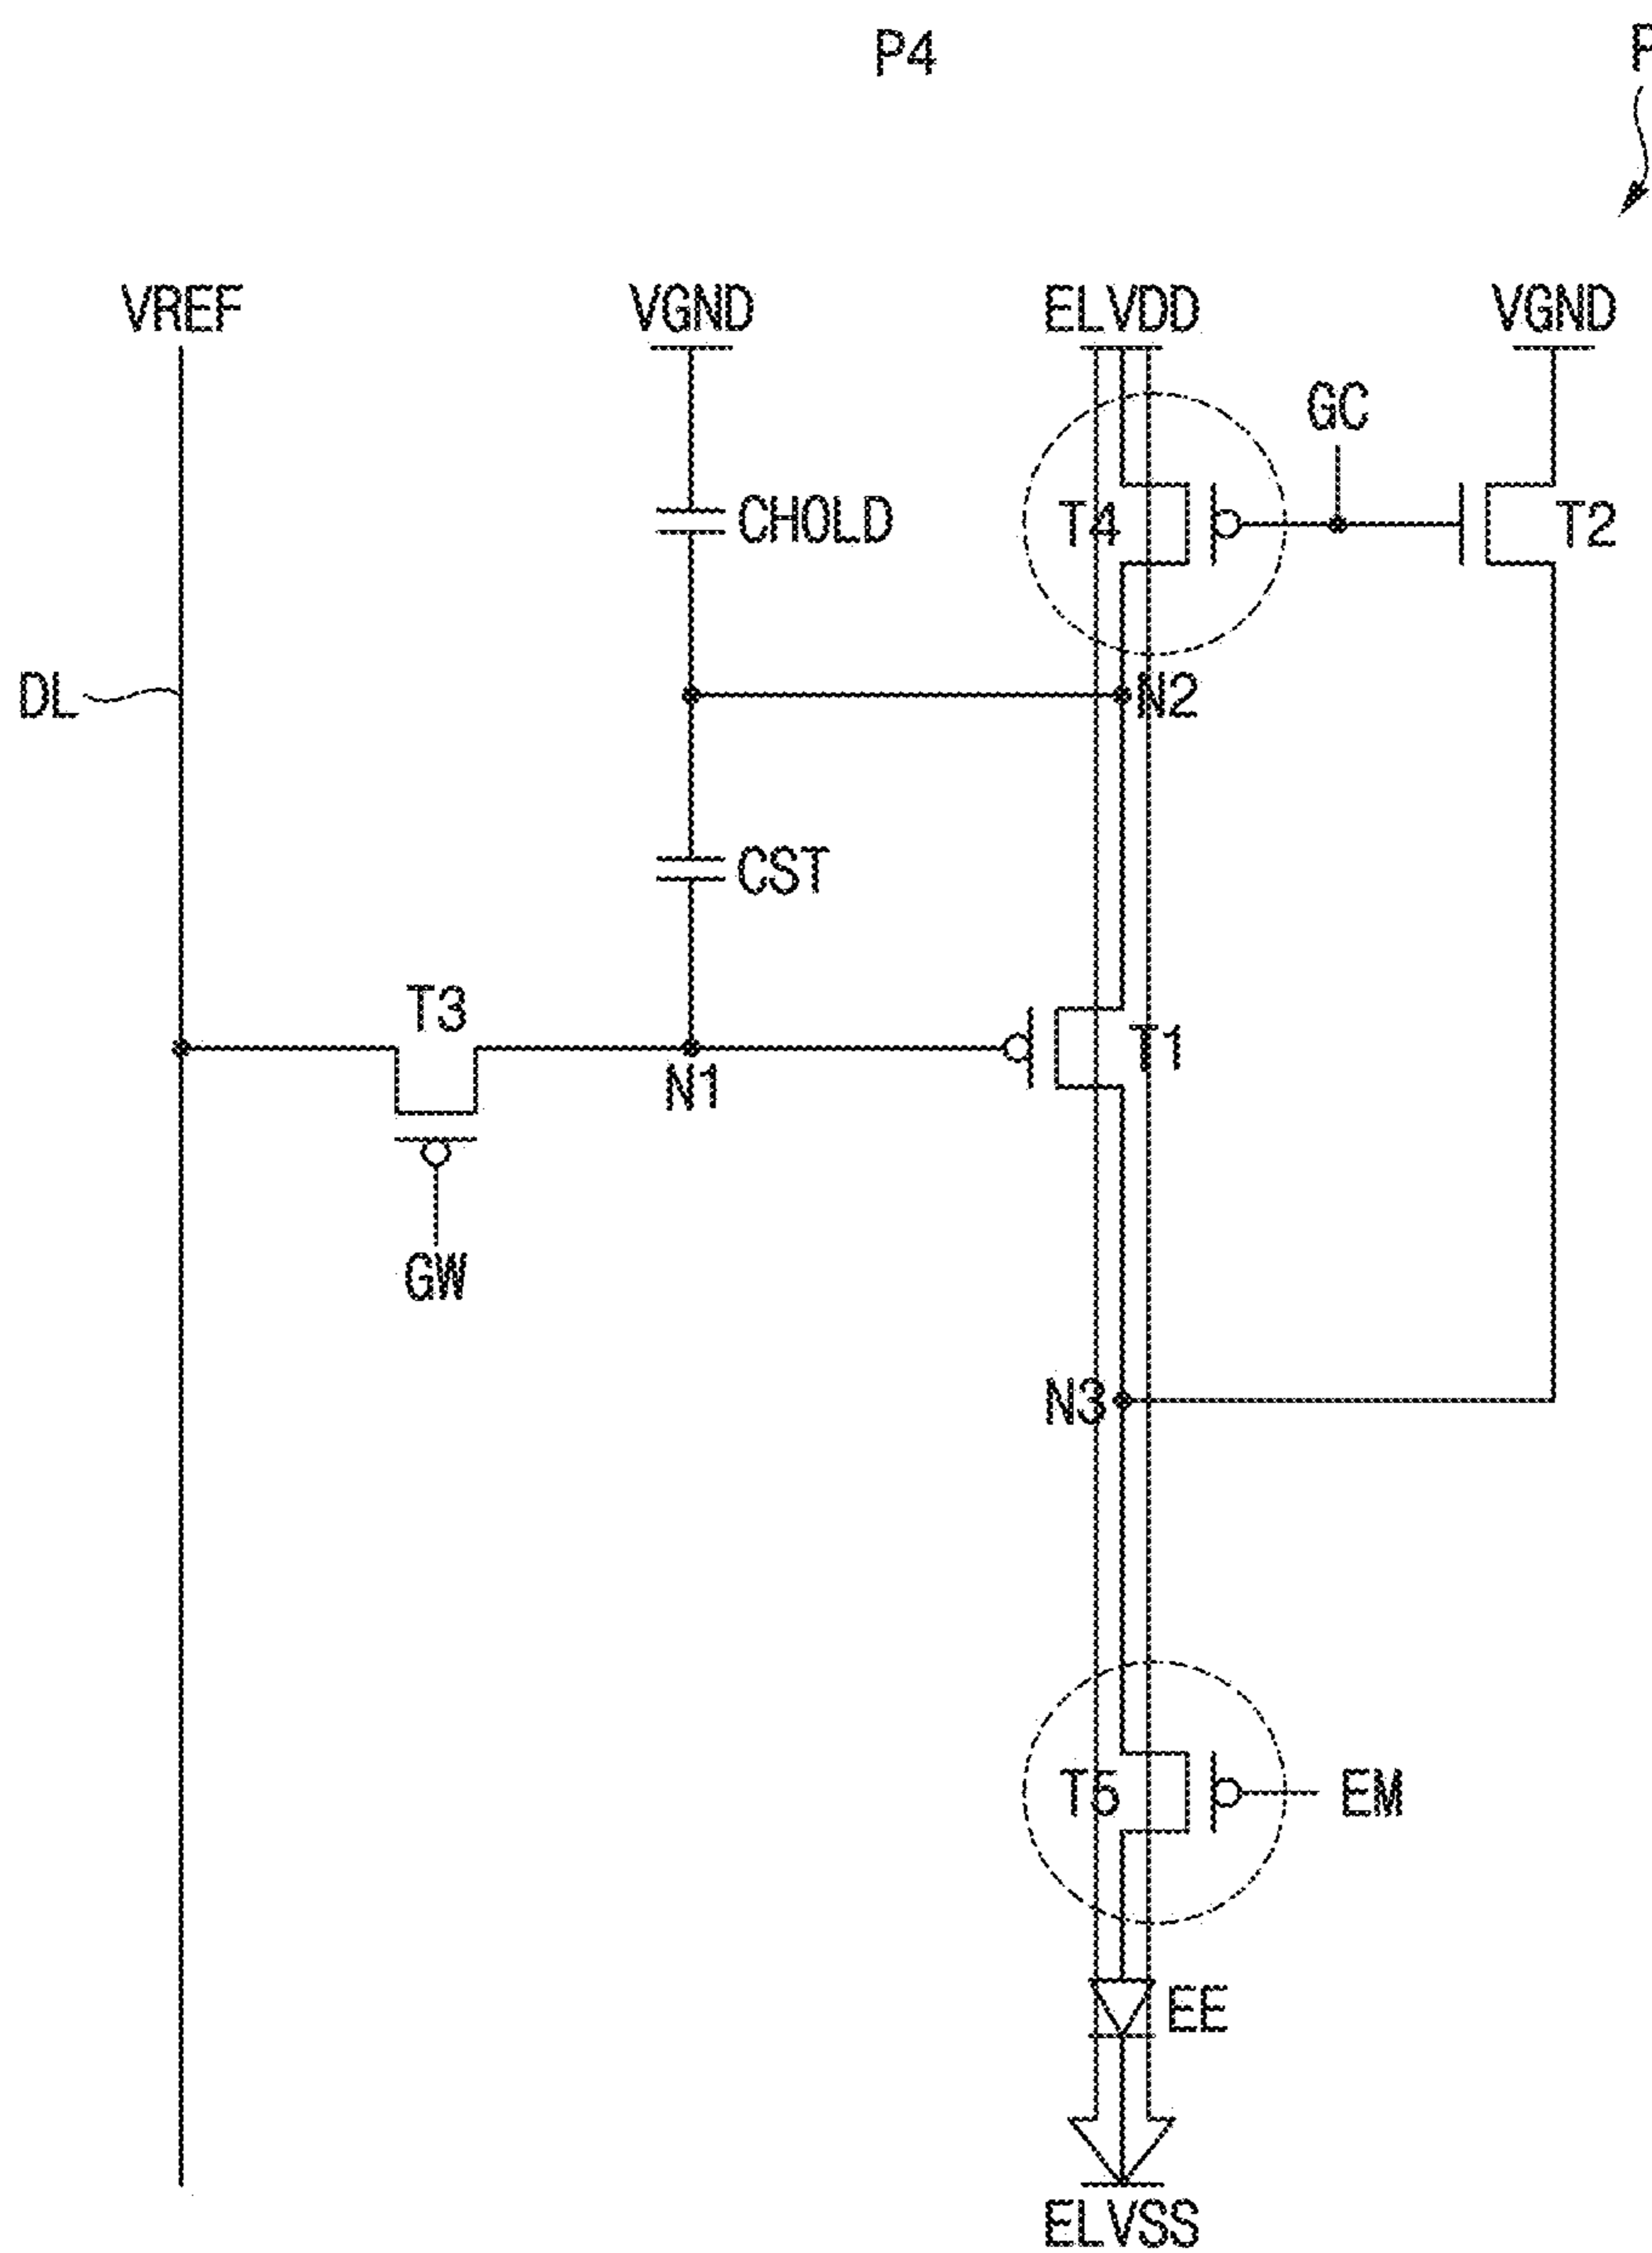 P4
P
VREF
VGND
ELVDD
VGND
GC
CHOLD
T4
T2
DL
N2
CST
T3
T1
N1
GW
N3
T5
EM
EE
ELVSS